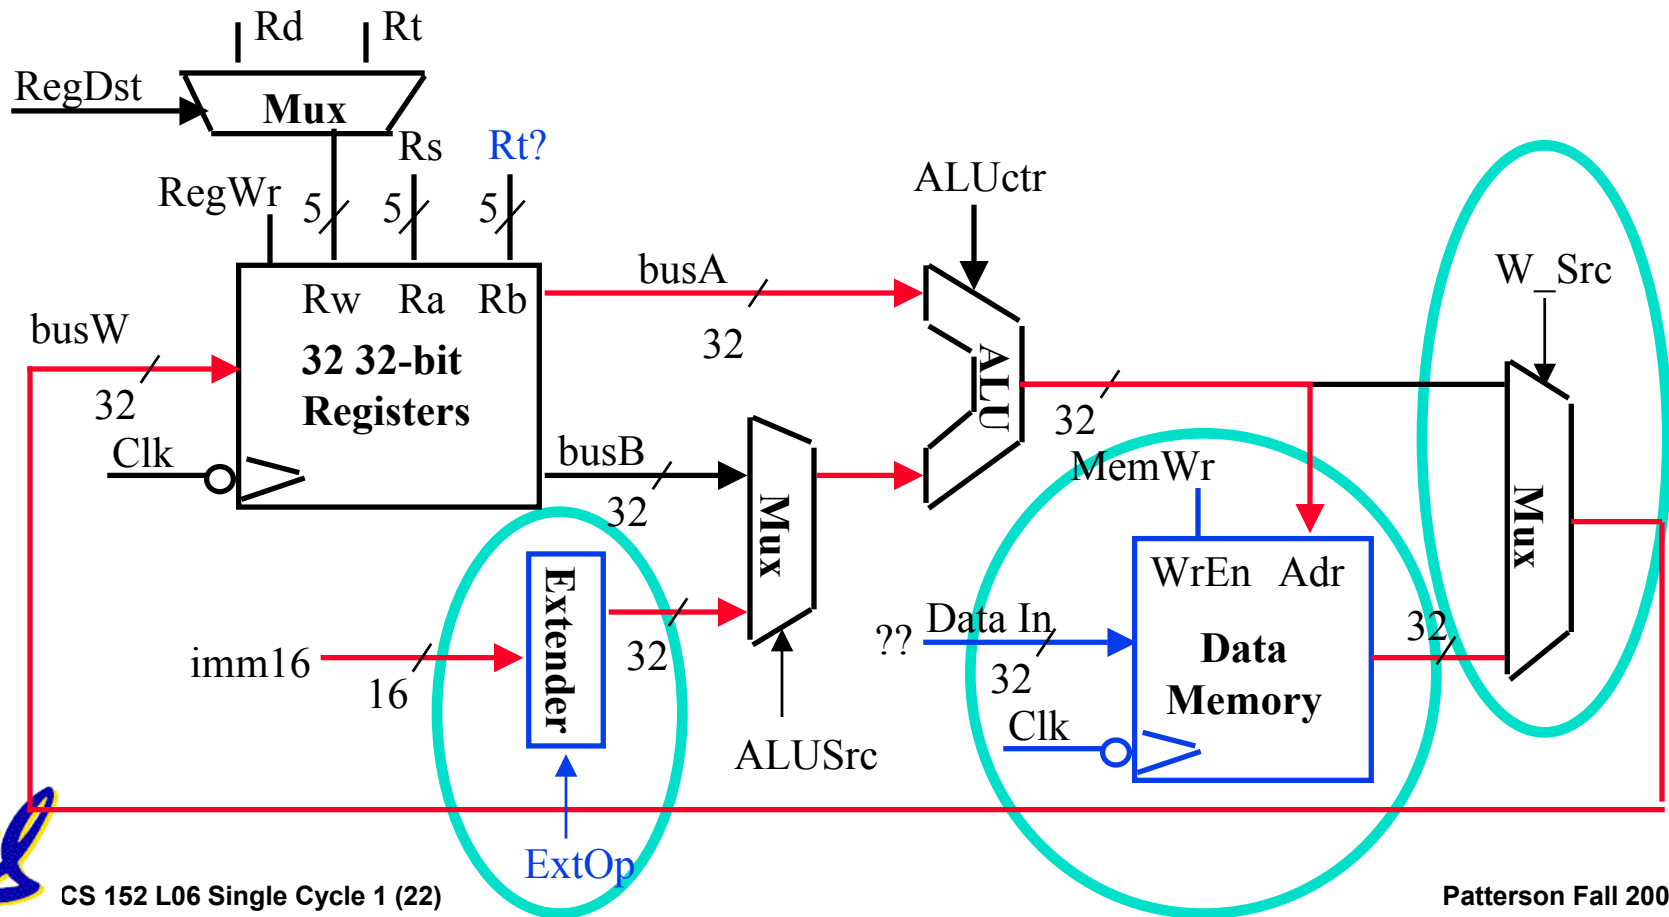 Rd Rt
RegDst
Mux
Rs Rt?
RegWr
5 5 5
ALUctr
busA
32
W_Src
Rw Ra Rb
busW
32
32 32-bit
Registers
ALU
32
Clk
busB
32
Mux
MemWr
Mux
WrEn Adr
Extender
imm16
16
32
?? Data In
32
Data
Memory
32
Clk
ALUSrc
ExtOp
CS 152 L06 Single Cycle 1 (22)
Patterson Fall 200